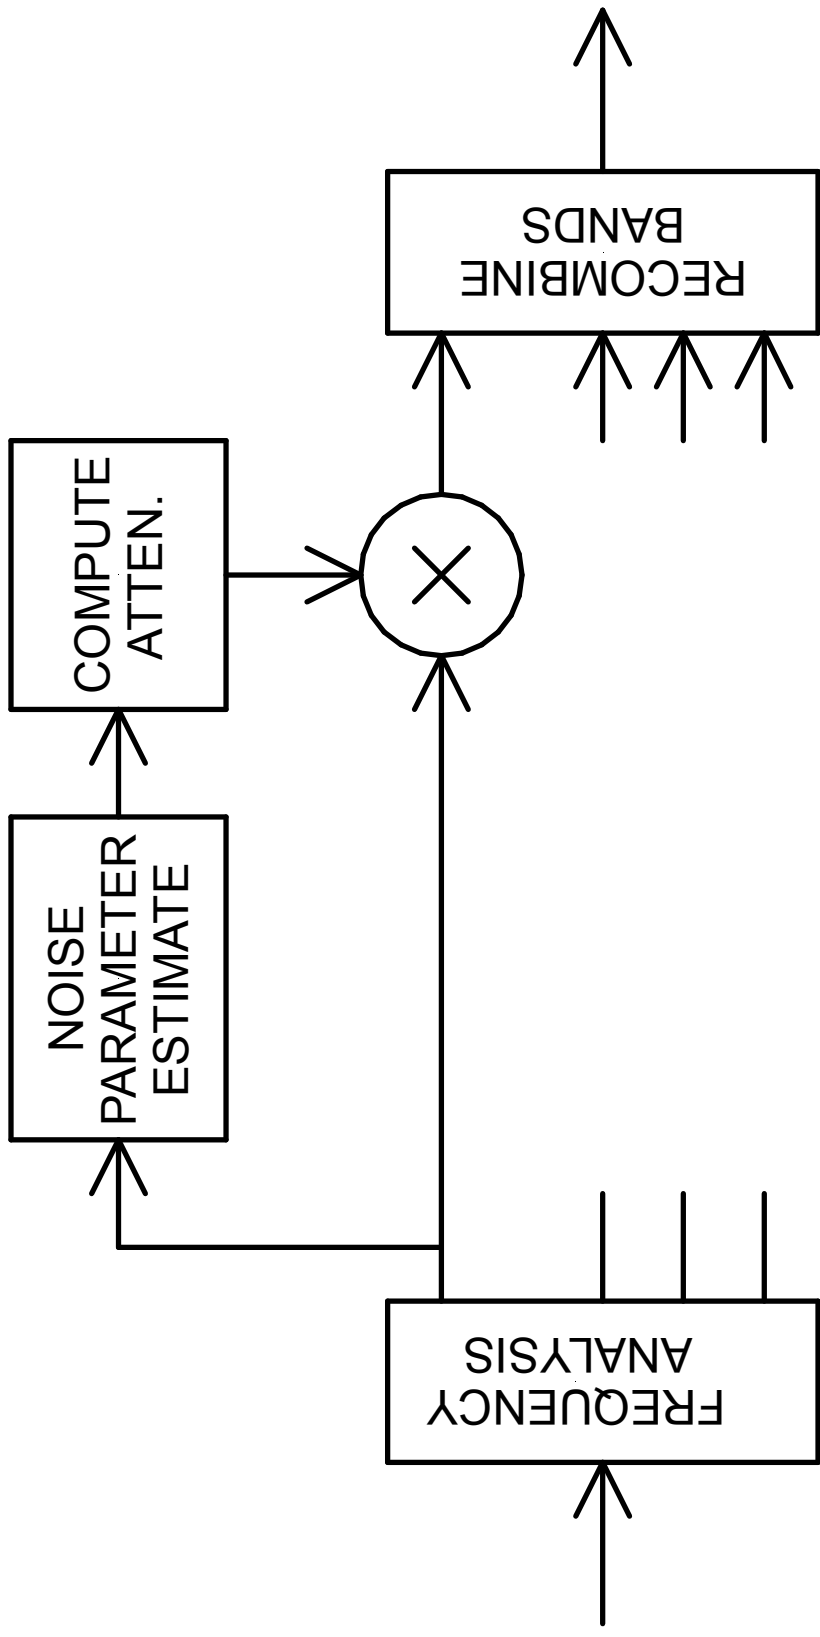 FREQUENCY
ANALYSIS
NOISE
PARAMETER
ESTIMATE
COMPUTE
ATTEN.
RECOMBINE
BANDS